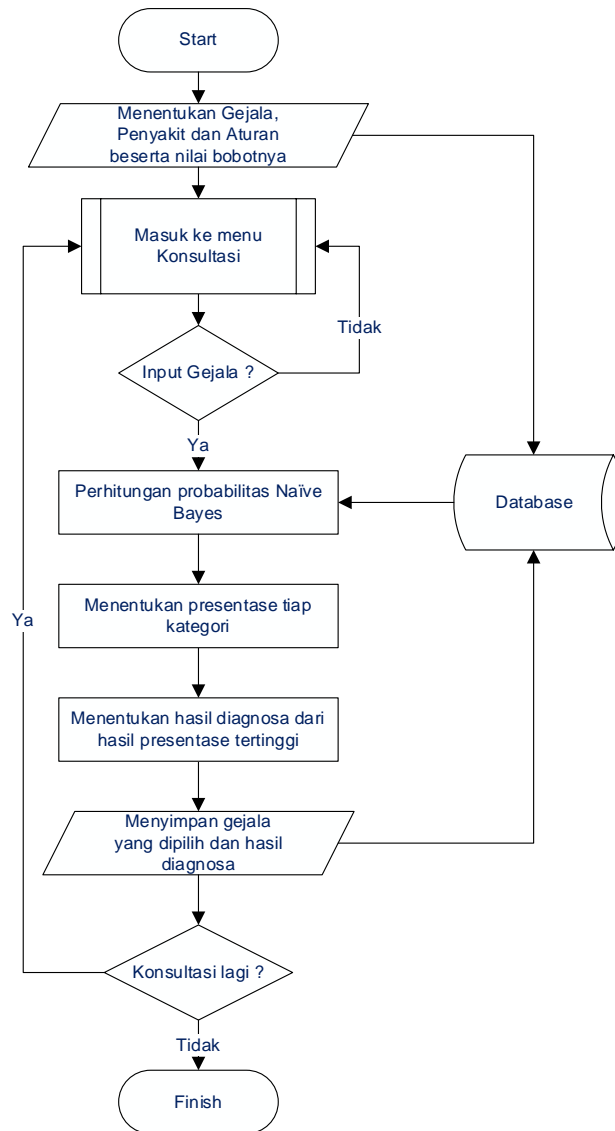 Start
Menentukan Gejala,
Penyakit dan Aturan
beserta nilai bobotnya
Masuk ke menu
Konsultasi
Tidak
Input Gejala ?
Ya
Perhitungan probabilitas Naïve
Bayes
Database
Menentukan presentase tiap
kategori
Ya
Menentukan hasil diagnosa dari
hasil presentase tertinggi
Menyimpan gejala
yang dipilih dan hasil
diagnosa
Konsultasi lagi ?
Tidak
Finish